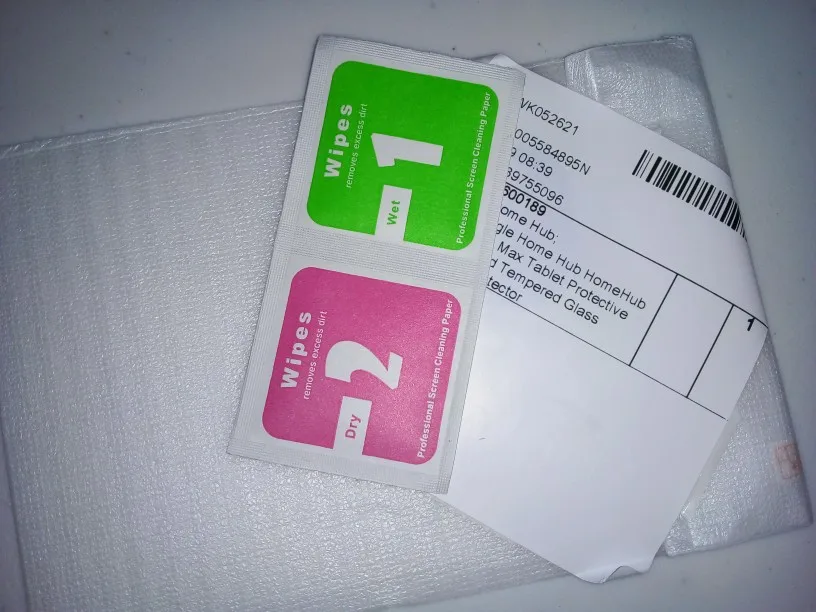 Wipes
removes excess dirt
1
Wet
Professional Screen Cleaning Paper
Wipes
removes excess dirt
2
Dry
Professional Screen Cleaning Paper
VK052621
005584895N
9 08:39
39755096
600189
ome Hub;
gle Home Hub HomeHub
Max Tablet Protective
d Tempered Glass
tector
1